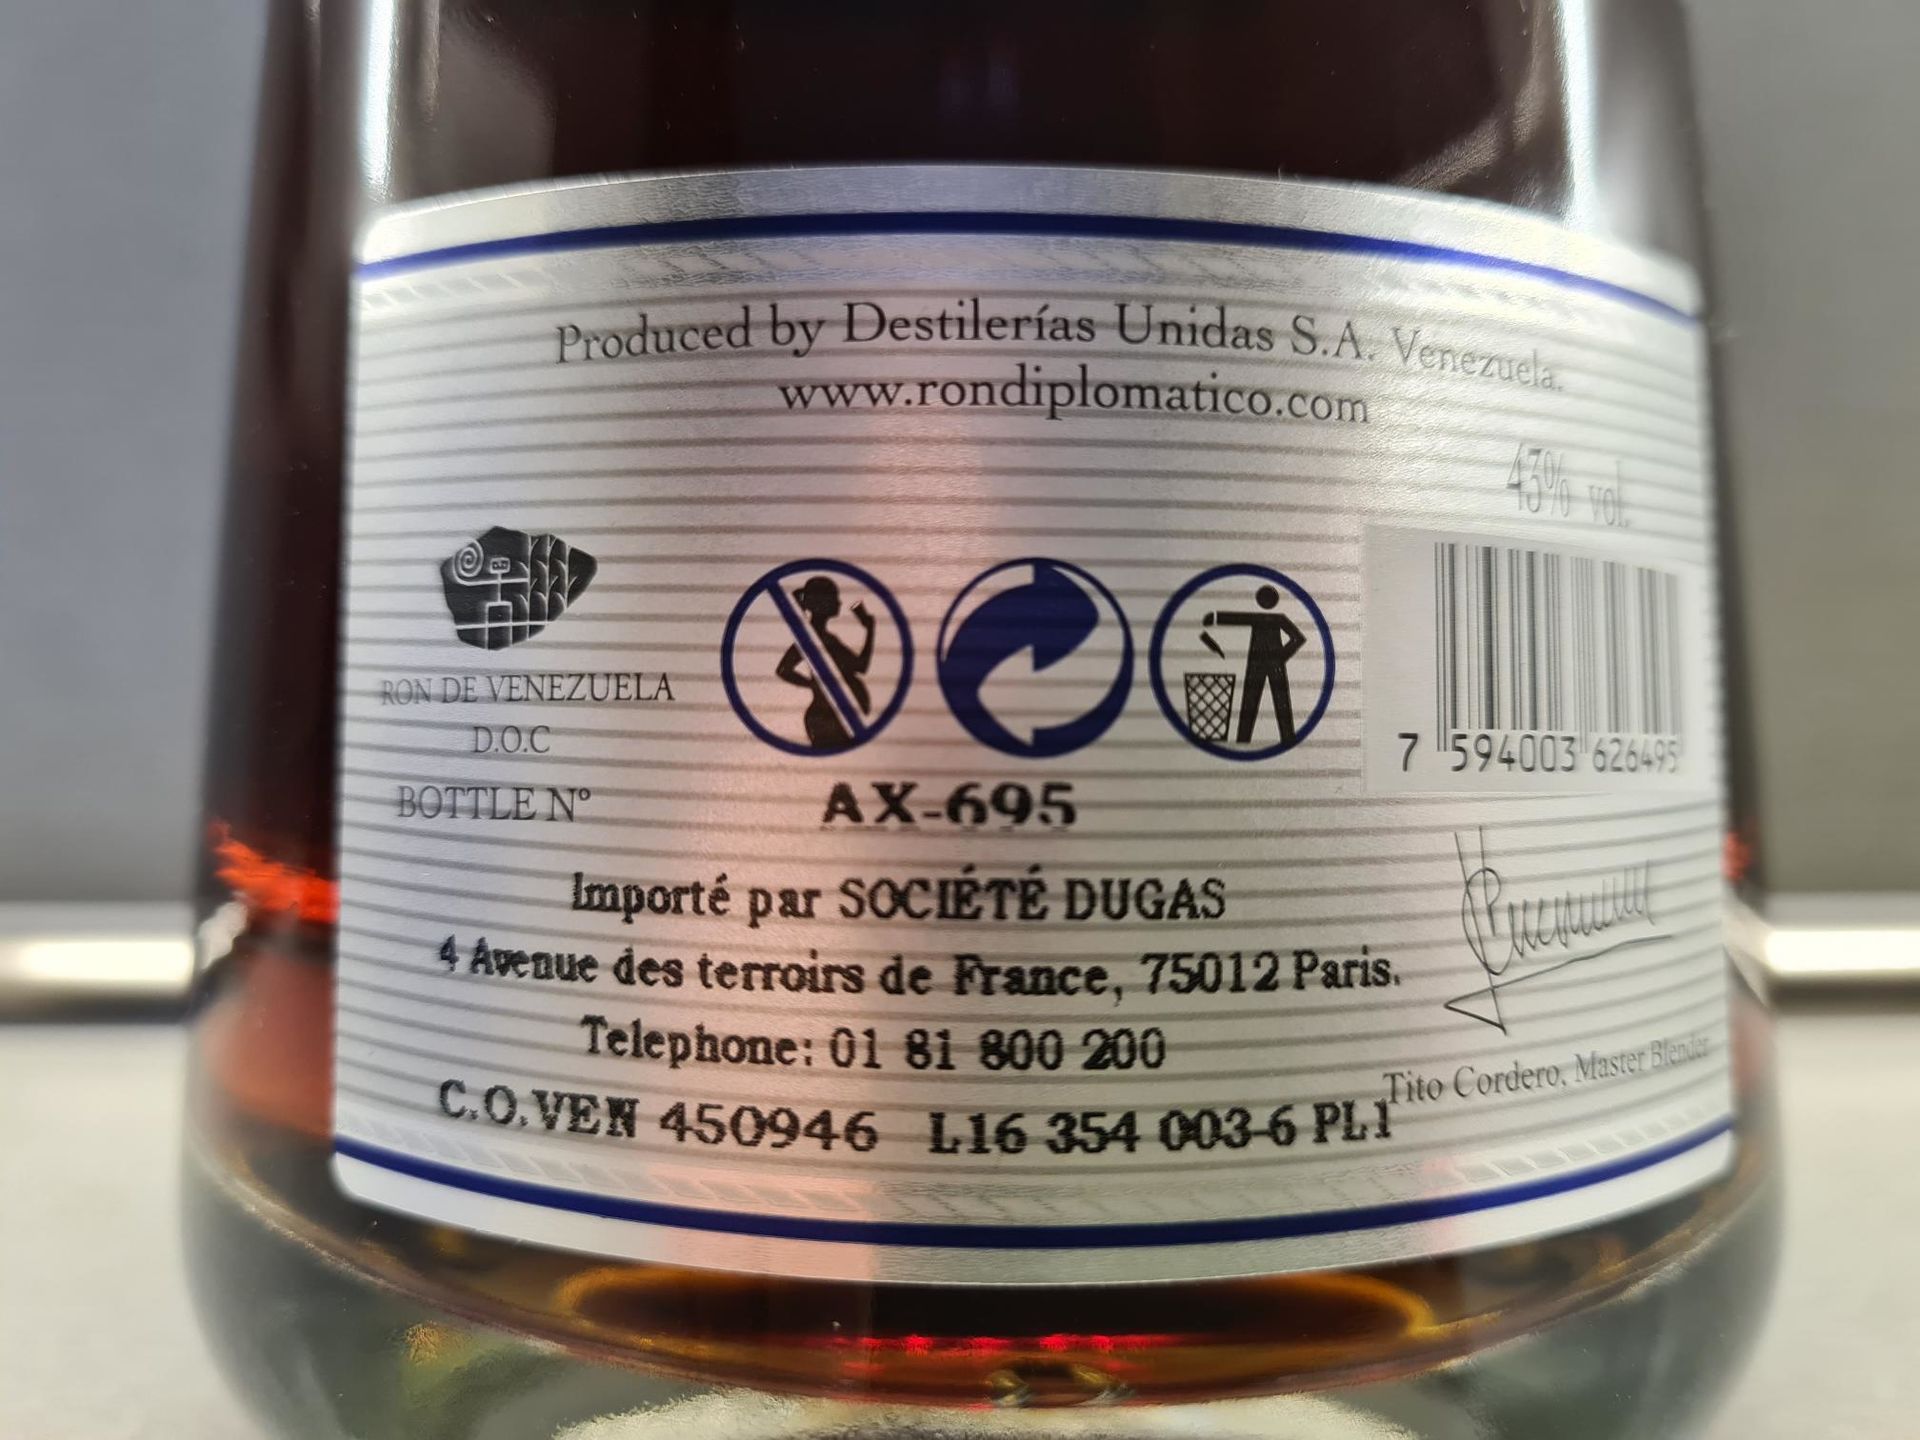 Produced by Destilerías Unidas S.A. Venezuela.
www.rondiplomatico.com
43% vol.
RON DE VENEZUELA
D.O.C
7 594003 626495
BOTTLE Nº AX-695
Importé par SOCIÉTÉ DUGAS
4 Avenue des terroirs de France, 75012 Paris.
Telephone: 01 81 800 200
Tito Cordero, Master Blender
C.O.VEN 450946 L16 354 003-6 PL1